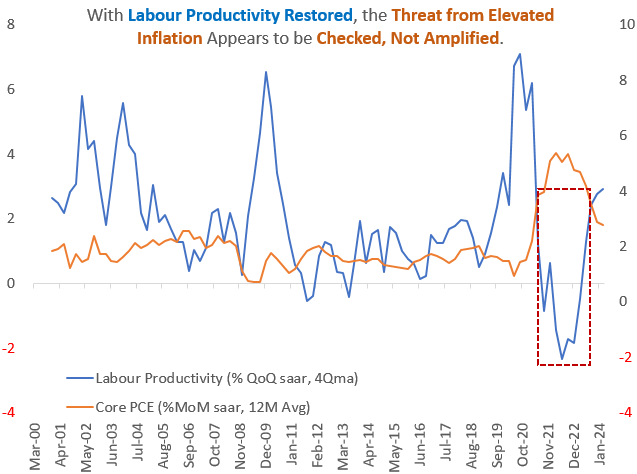 With Labour Productivity Restored, the Threat from Elevated
Inflation Appears to be Checked, Not Amplified.
8
6
4
2
0
-2
-4
10
8
6
4
2
0
-2
-4
Labour Productivity (% QoQ saar, 4Qma)
Core PCE (%MoM saar, 12M Avg)
Mar-00
Apr-01
May-02
Jun-03
Jul-04
Aug-05
Sep-06
Oct-07
Nov-08
Dec-09
Jan-11
Feb-12
Mar-13
Apr-14
May-15
Jun-16
Jul-17
Aug-18
Sep-19
Oct-20
Nov-21
Dec-22
Jan-24